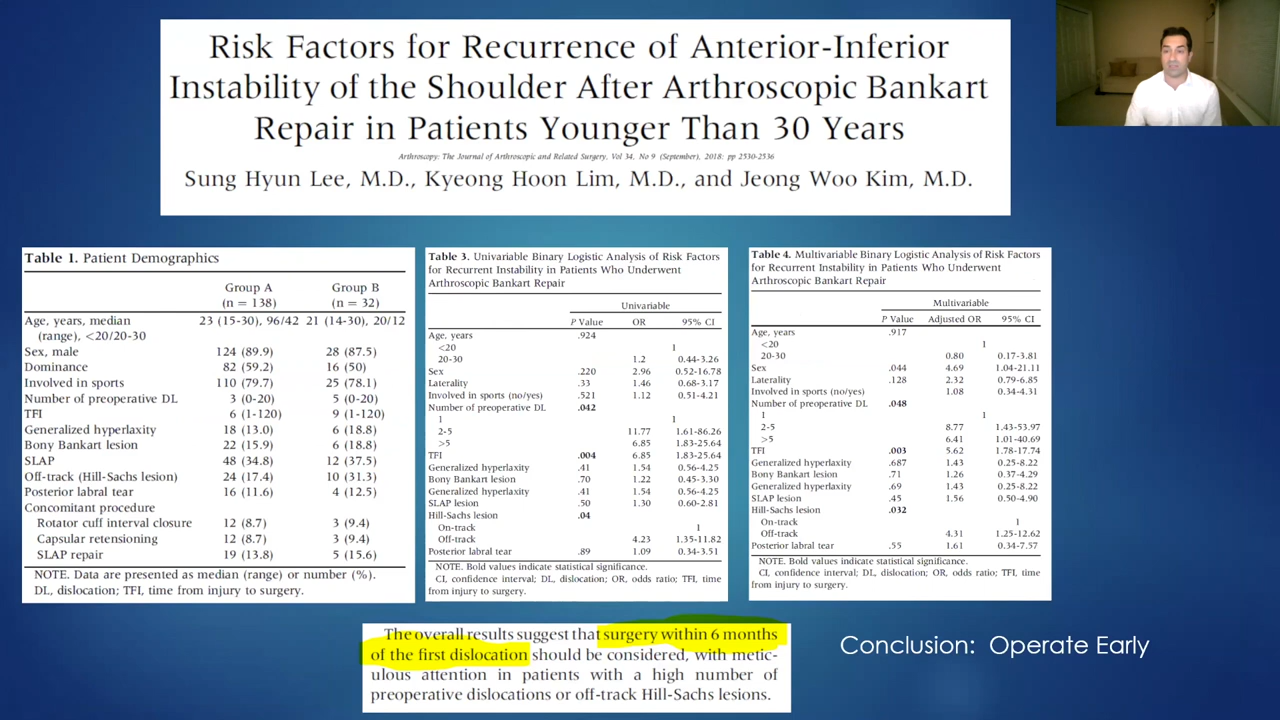 Risk Factors for Recurrence of Anterior-Inferior
Instability of the Shoulder After Arthroscopic Bankart
Repair in Patients Younger Than 30 Years
Arthroscopy: The Journal of Arthroscopic and Related Surgery, Vol 34, No 9 (September), 2018: pp 2530-2536
Sung Hyun Lee, M.D., Kyeong Hoon Lim, M.D., and Jeong Woo Kim, M.D.
Table 1. Patient Demographics
Group A Group B
(n = 138) (n = 32)
Age, years, median 23 (15-30), 96/42 21 (14-30), 20/12
(range), <20/20-30
Sex, male 124 (89.9) 28 (87.5)
Dominance 82 (59.2) 16 (50)
Involved in sports 110 (79.7) 25 (78.1)
Number of preoperative DL 3 (0-20) 5 (0-20)
TFI 6 (1-120) 9 (1-120)
Generalized hyperlaxity 18 (13.0) 6 (18.8)
Bony Bankart lesion 22 (15.9) 6 (18.8)
SLAP 48 (34.8) 12 (37.5)
Off-track (Hill-Sachs lesion) 24 (17.4) 10 (31.3)
Posterior labral tear 16 (11.6) 4 (12.5)
Concomitant procedure
Rotator cuff interval closure 12 (8.7) 3 (9.4)
Capsular retensioning 12 (8.7) 3 (9.4)
SLAP repair 19 (13.8) 5 (15.6)
NOTE. Data are presented as median (range) or number (%).
DL, dislocation; TFI, time from injury to surgery.
Table 3. Univariable Binary Logistic Analysis of Risk Factors
for Recurrent Instability in Patients Who Underwent
Arthroscopic Bankart Repair
Univariable
P Value OR 95% CI
Age, years .924
<20 1
20-30 1.2 0.44-3.26
Sex .220 2.96 0.52-16.78
Laterality .33 1.46 0.68-3.17
Involved in sports (no/yes) .521 1.12 0.51-4.21
Number of preoperative DL .042
1 1
2-5 11.77 1.61-86.26
>5 6.85 1.83-25.64
TFI .004 6.85 1.83-25.64
Generalized hyperlaxity .41 1.54 0.56-4.25
Bony Bankart lesion .70 1.22 0.45-3.30
Generalized hyperlaxity .41 1.54 0.56-4.25
SLAP lesion .50 1.30 0.60-2.81
Hill-Sachs lesion .04
On-track 1
Off-track 4.23 1.35-11.82
Posterior labral tear .89 1.09 0.34-3.51
NOTE. Bold values indicate statistical significance.
CI, confidence interval; DL, dislocation; OR, odds ratio; TFI, time
from injury to surgery.
Table 4. Multivariable Binary Logistic Analysis of Risk Factors
for Recurrent Instability in Patients Who Underwent
Arthroscopic Bankart Repair
Multivariable
P Value Adjusted OR 95% CI
Age, years .917
<20 1
20-30 0.80 0.17-3.81
Sex .044 4.69 1.04-21.11
Laterality .128 2.32 0.79-6.85
Involved in sports (no/yes) 1.08 0.34-4.31
Number of preoperative DL .048
1 1
2-5 8.77 1.43-53.97
>5 6.41 1.01-40.69
TFI .003 5.62 1.78-17.74
Generalized hyperlaxity .687 1.43 0.25-8.22
Bony Bankart lesion .71 1.26 0.37-4.29
Generalized hyperlaxity .69 1.43 0.25-8.22
SLAP lesion .45 1.56 0.50-4.90
Hill-Sachs lesion .032
On-track 1
Off-track 4.31 1.25-12.62
Posterior labral tear .55 1.61 0.34-7.57
NOTE. Bold values indicate statistical significance.
CI, confidence interval; DL, dislocation; OR, odds ratio; TFI, time
from injury to surgery.
The overall results suggest that surgery within 6 months
of the first dislocation should be considered, with metic-
ulous attention in patients with a high number of
preoperative dislocations or off-track Hill-Sachs lesions.
Conclusion: Operate Early